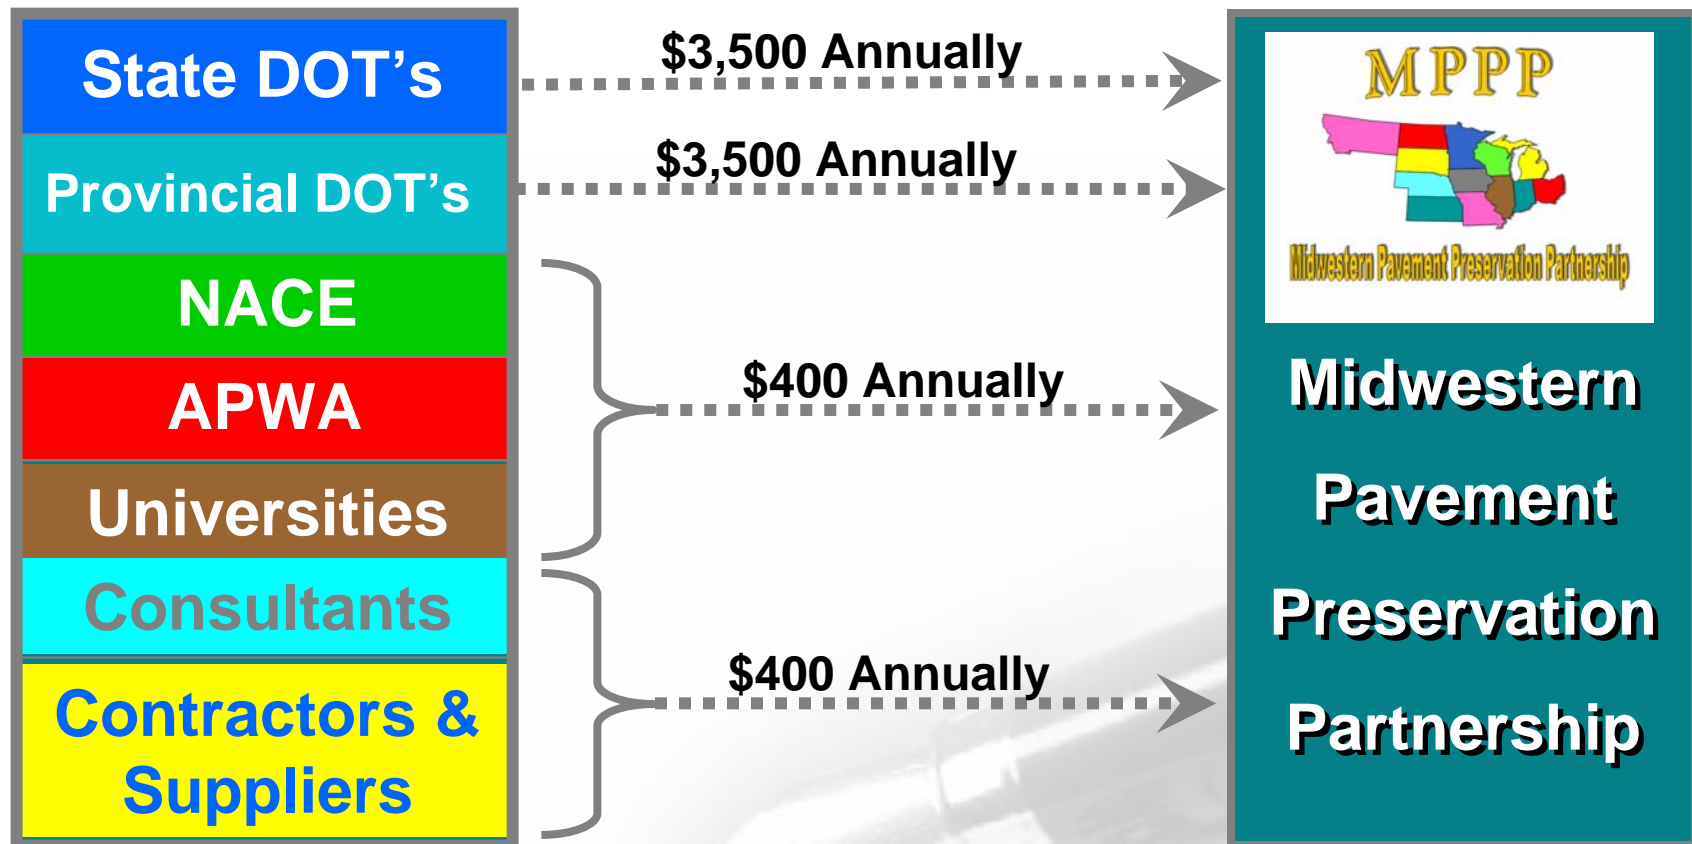 State DOT's
Provincial DOT's
NACE
APWA
Universities
Consultants
Contractors &
Suppliers
$3,500 Annually
$3,500 Annually
$400 Annually
$400 Annually
MPPP
Midwestern Pavement Preservation Partnership
Midwestern
Pavement
Preservation
Partnership